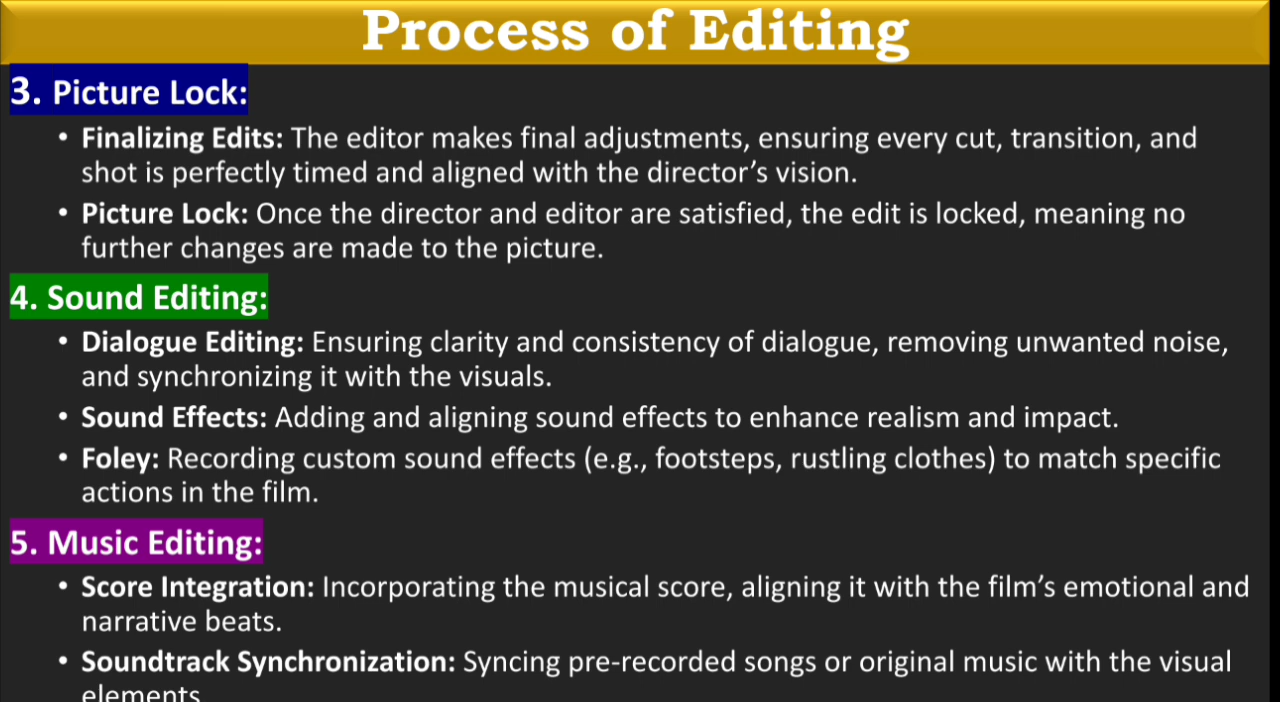 Process of Editing
3. Picture Lock:
• Finalizing Edits: The editor makes final adjustments, ensuring every cut, transition, and
shot is perfectly timed and aligned with the director’s vision.
• Picture Lock: Once the director and editor are satisfied, the edit is locked, meaning no
further changes are made to the picture.
4. Sound Editing:
• Dialogue Editing: Ensuring clarity and consistency of dialogue, removing unwanted noise,
and synchronizing it with the visuals.
• Sound Effects: Adding and aligning sound effects to enhance realism and impact.
• Foley: Recording custom sound effects (e.g., footsteps, rustling clothes) to match specific
actions in the film.
5. Music Editing:
• Score Integration: Incorporating the musical score, aligning it with the film’s emotional and
narrative beats.
• Soundtrack Synchronization: Syncing pre-recorded songs or original music with the visual
elements